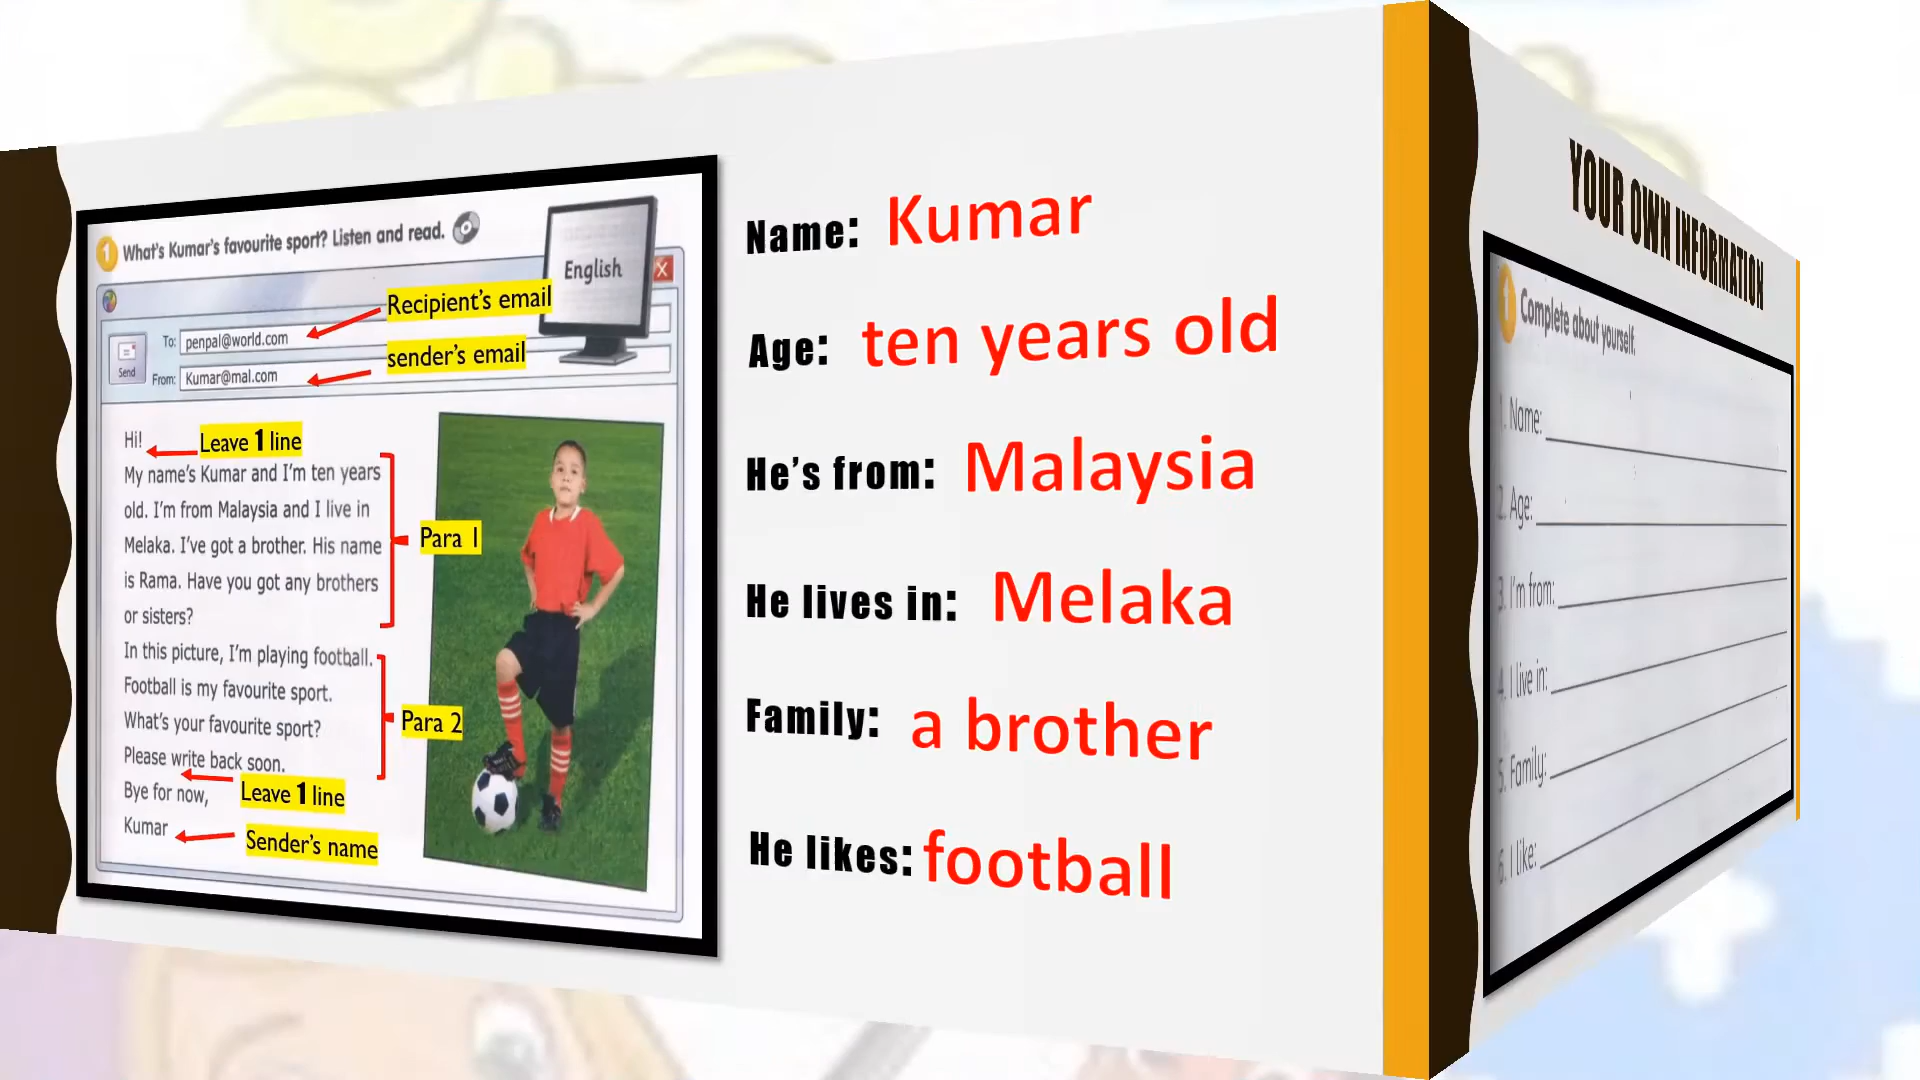 1 What's Kumar's favourite sport? Listen and read.
English
X
Recipient's email
To: penpal@world.com
sender's email
Send
From: Kumar@mal.com
Hi!
Leave 1 line
My name's Kumar and I'm ten years
old. I'm from Malaysia and I live in
Melaka. I've got a brother. His name
is Rama. Have you got any brothers
or sisters?
Para 1
In this picture, I'm playing football.
Football is my favourite sport.
What's your favourite sport?
Please write back soon.
Para 2
Leave 1 line
Bye for now,
Kumar
Sender's name
Name: Kumar
Age: ten years old
He's from: Malaysia
He lives in: Melaka
Family: a brother
He likes: football
YOUR OWN INFORMATION
1 Complete about yourself.
1. Name:
2. Age:
3. I'm from:
4. I live in:
5. Family:
6. I like: